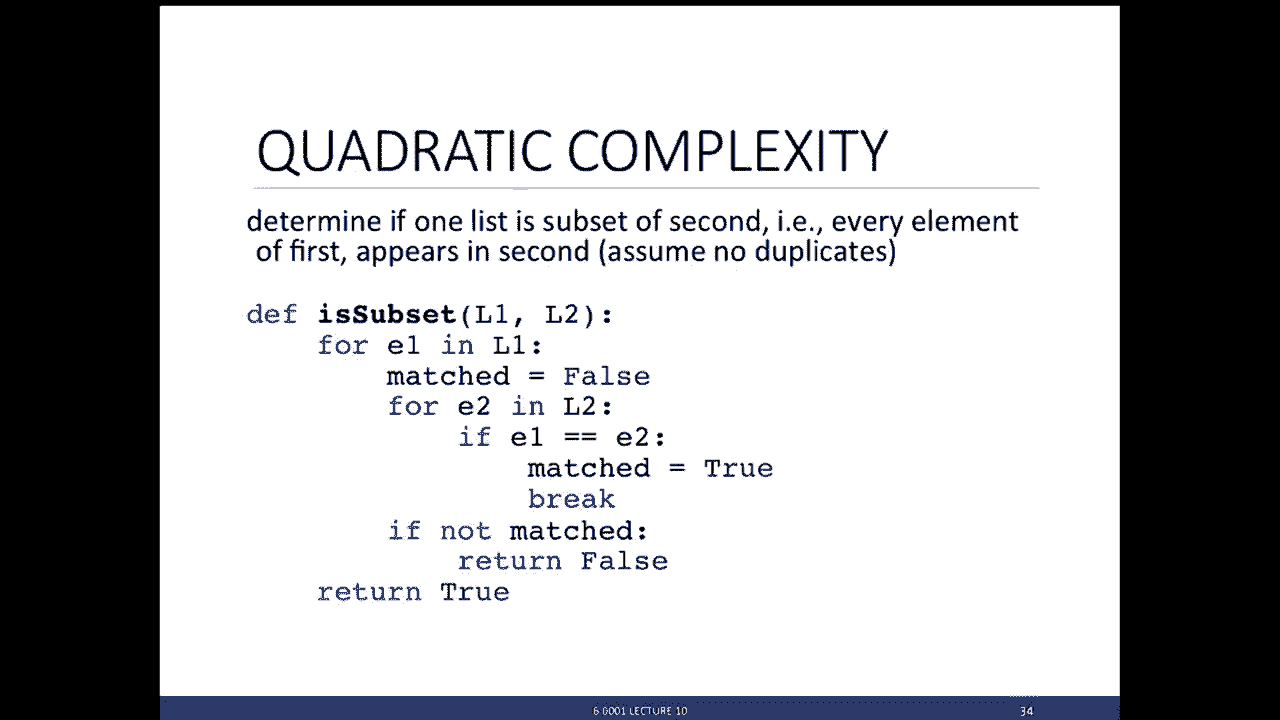 QUADRATIC COMPLEXITY
determine if one list is subset of second, i.e., every element
of first, appears in second (assume no duplicates)
def isSubset(L1, L2):
    for e1 in L1:
        matched = False
        for e2 in L2:
            if e1 == e2:
                matched = True
                break
        if not matched:
            return False
    return True
6 0001 LECTURE 10
34